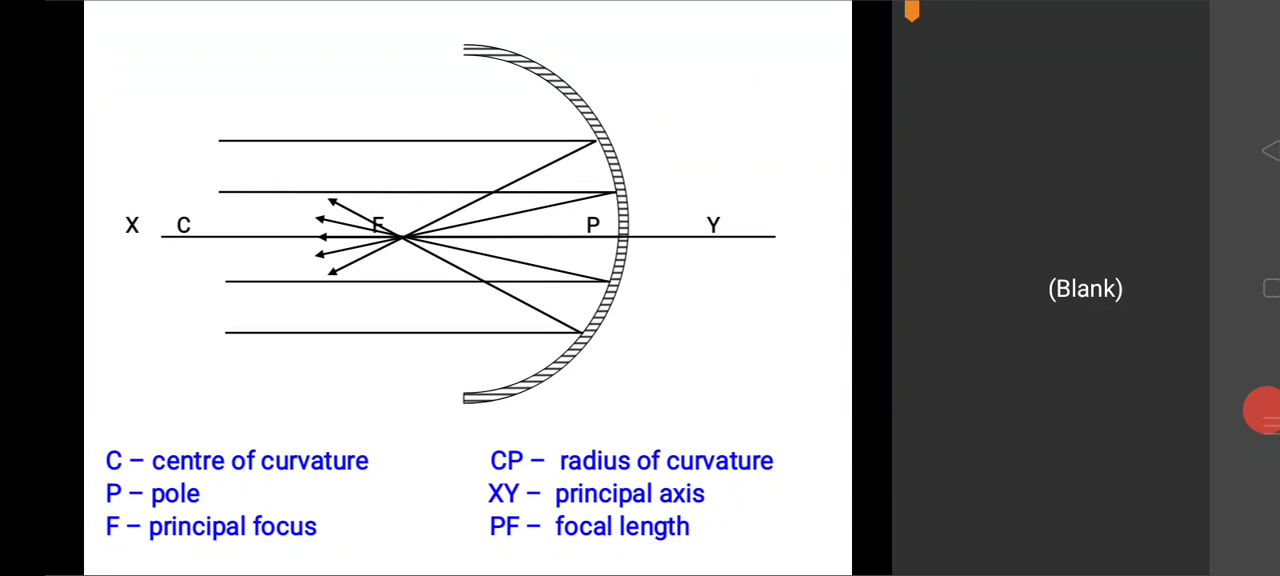 X C F P Y
C – centre of curvature
P – pole
F – principal focus
CP – radius of curvature
XY – principal axis
PF – focal length
(Blank)